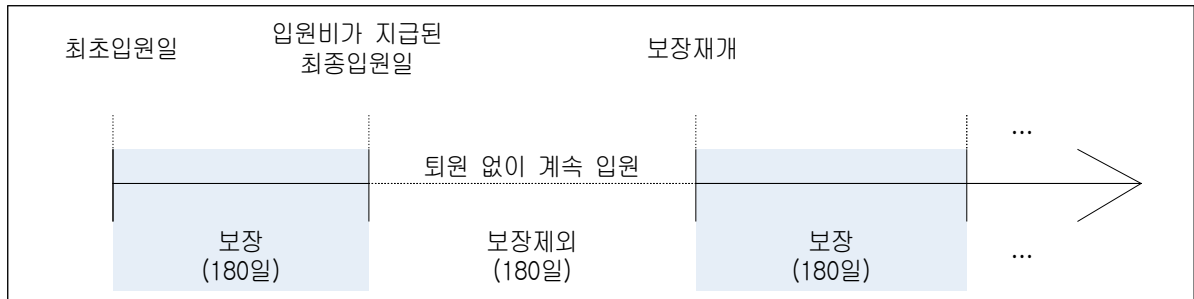 최초입원일
입원비가 지급된
최종입원일
보장재개
...
퇴원 없이 계속 입원
보장
(180일)
보장제외
(180일)
보장
(180일)
...